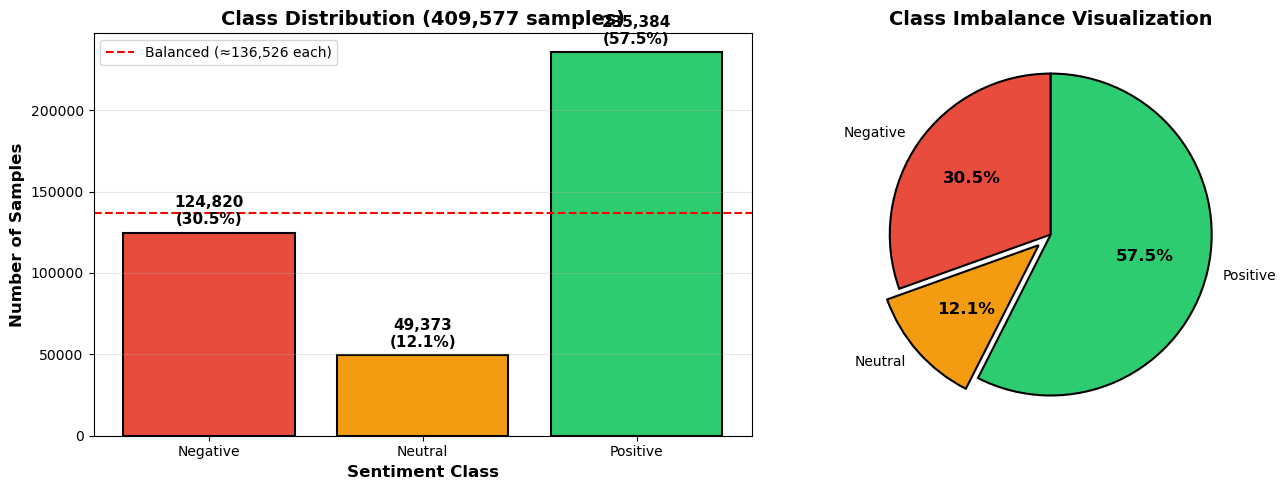 Class Distribution (409,577 samples)
Balanced (≈136,526 each)
235,384
(57.5%)
124,820
(30.5%)
49,373
(12.1%)
Number of Samples
200000
150000
100000
50000
0
Negative
Neutral
Positive
Sentiment Class
Class Imbalance Visualization
Negative
30.5%
57.5%
Positive
12.1%
Neutral